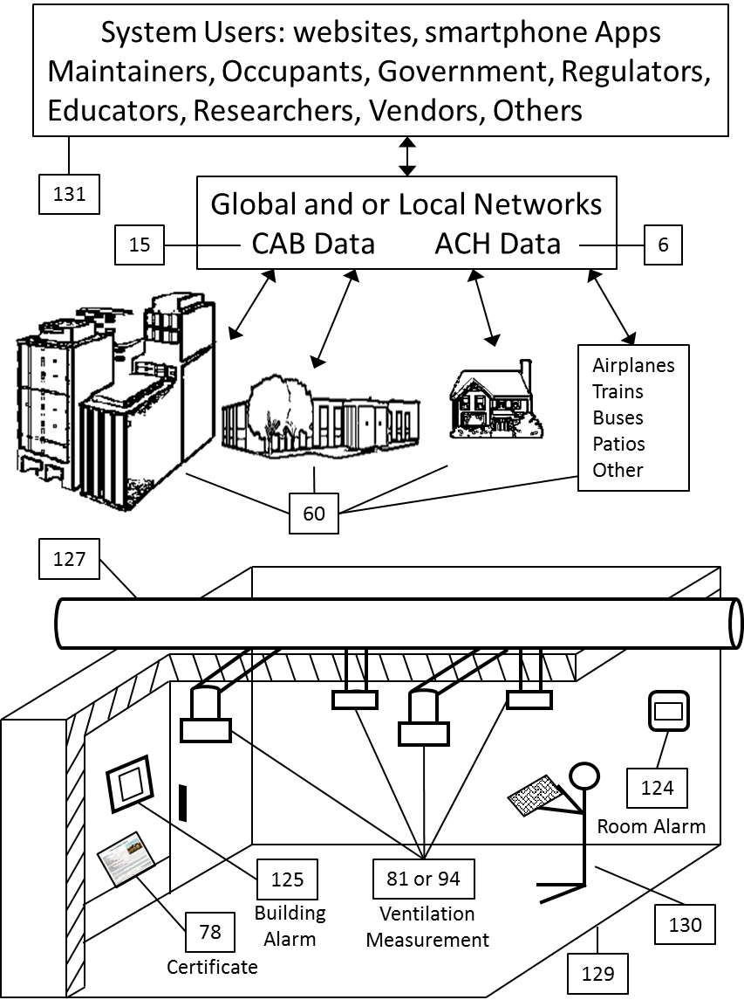 System Users: websites, smartphone Apps
Maintainers, Occupants, Government, Regulators,
Educators, Researchers, Vendors, Others
131
Global and or Local Networks
15
CAB Data
ACH Data
6
Airplanes
Trains
Buses
Patios
Other
60
127
124
Room Alarm
125
Building
Alarm
81 or 94
Ventilation
Measurement
130
78
Certificate
129